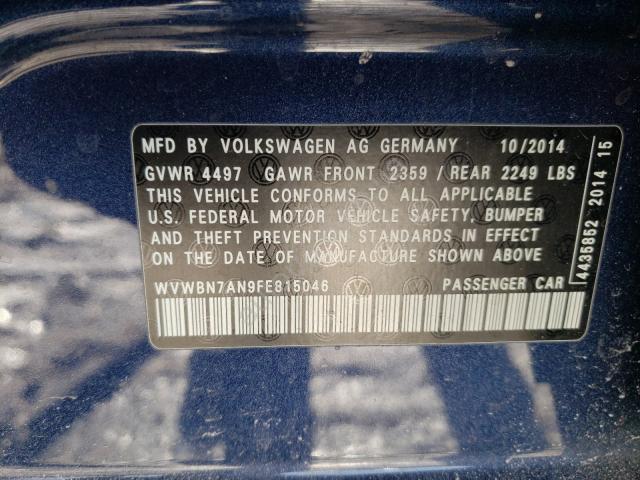 MFD BY VOLKSWAGEN AG GERMANY 10/2014
GVWR 4497 GAWR FRONT 2359 / REAR 2249 LBS
THIS VEHICLE CONFORMS TO ALL APPLICABLE
U.S. FEDERAL MOTOR VEHICLE SAFETY, BUMPER
AND THEFT PREVENTION STANDARDS IN EFFECT
ON THE DATE OF MANUFACTURE SHOWN ABOVE
WVWBN7AN9FE815046 PASSENGER CAR
4435852 2014 15